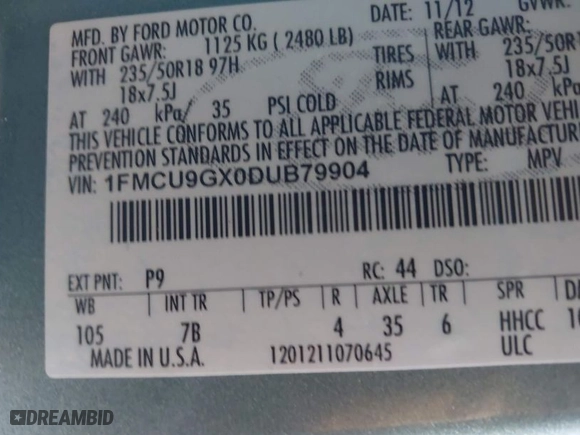 MFD. BY FORD MOTOR CO.
DATE: 11/12 GVWR:
FRONT GAWR: 1125 KG ( 2480 LB) REAR GAWR:
WITH 235/50R18 97H TIRES WITH 235/50R18
18x7.5J RIMS 18x7.5J
AT 240 kPa/ 35 PSI COLD AT 240 kPa
THIS VEHICLE CONFORMS TO ALL APPLICABLE FEDERAL MOTOR VEHI
PREVENTION STANDARDS IN EFFECT ON THE DATE OF MANUFACTUR
VIN: 1FMCU9GX0DUB79904 TYPE: MPV
EXT PNT: P9 RC: 44 DSO:
WB INT TR TP/PS R AXLE TR SPR
105 7B 4 35 6 HHCC
ULC
MADE IN U.S.A. 1201211070645
DREAMBID